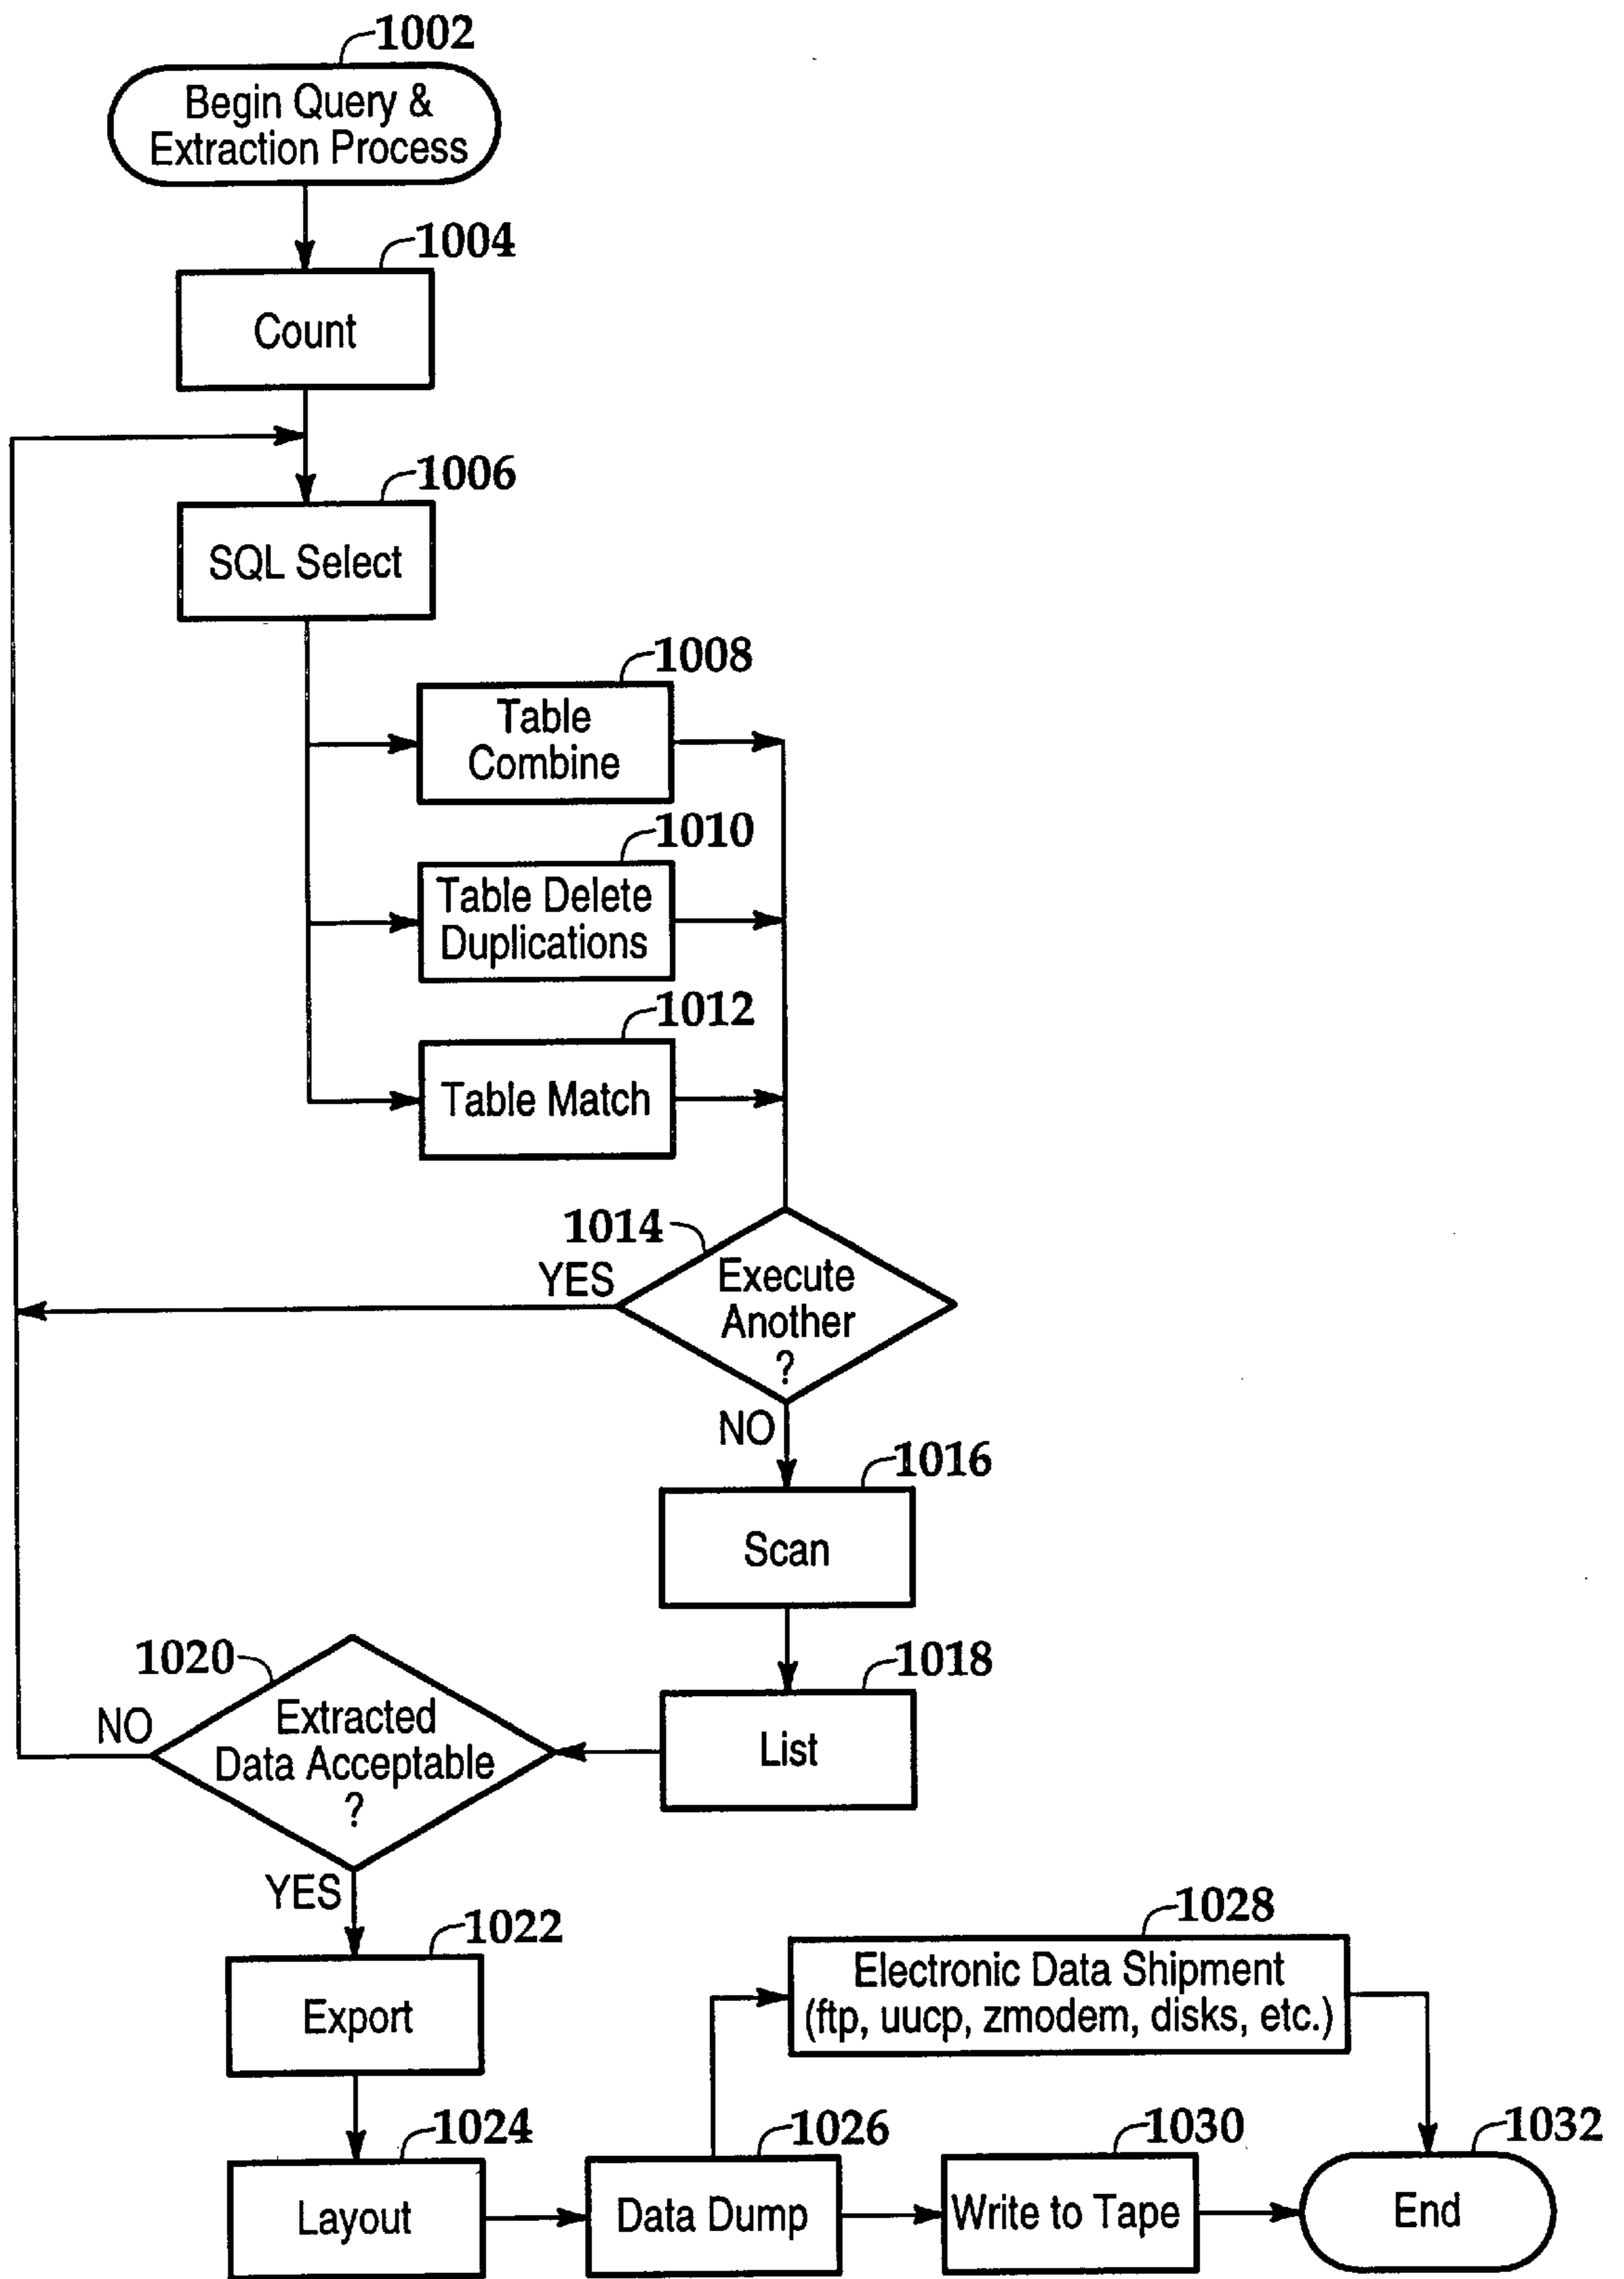 1002
Begin Query &
Extraction Process
1004
Count
1006
SQL Select
1008
Table
Combine
1010
Table Delete
Duplications
1012
Table Match
1014
YES
Execute
Another
?
NO
1016
Scan
1018
List
1020
NO
Extracted
Data Acceptable
?
YES
1022
Export
1024
Layout
1026
Data Dump
1028
Electronic Data Shipment
(ftp, uucp, zmodem, disks, etc.)
1030
Write to Tape
1032
End